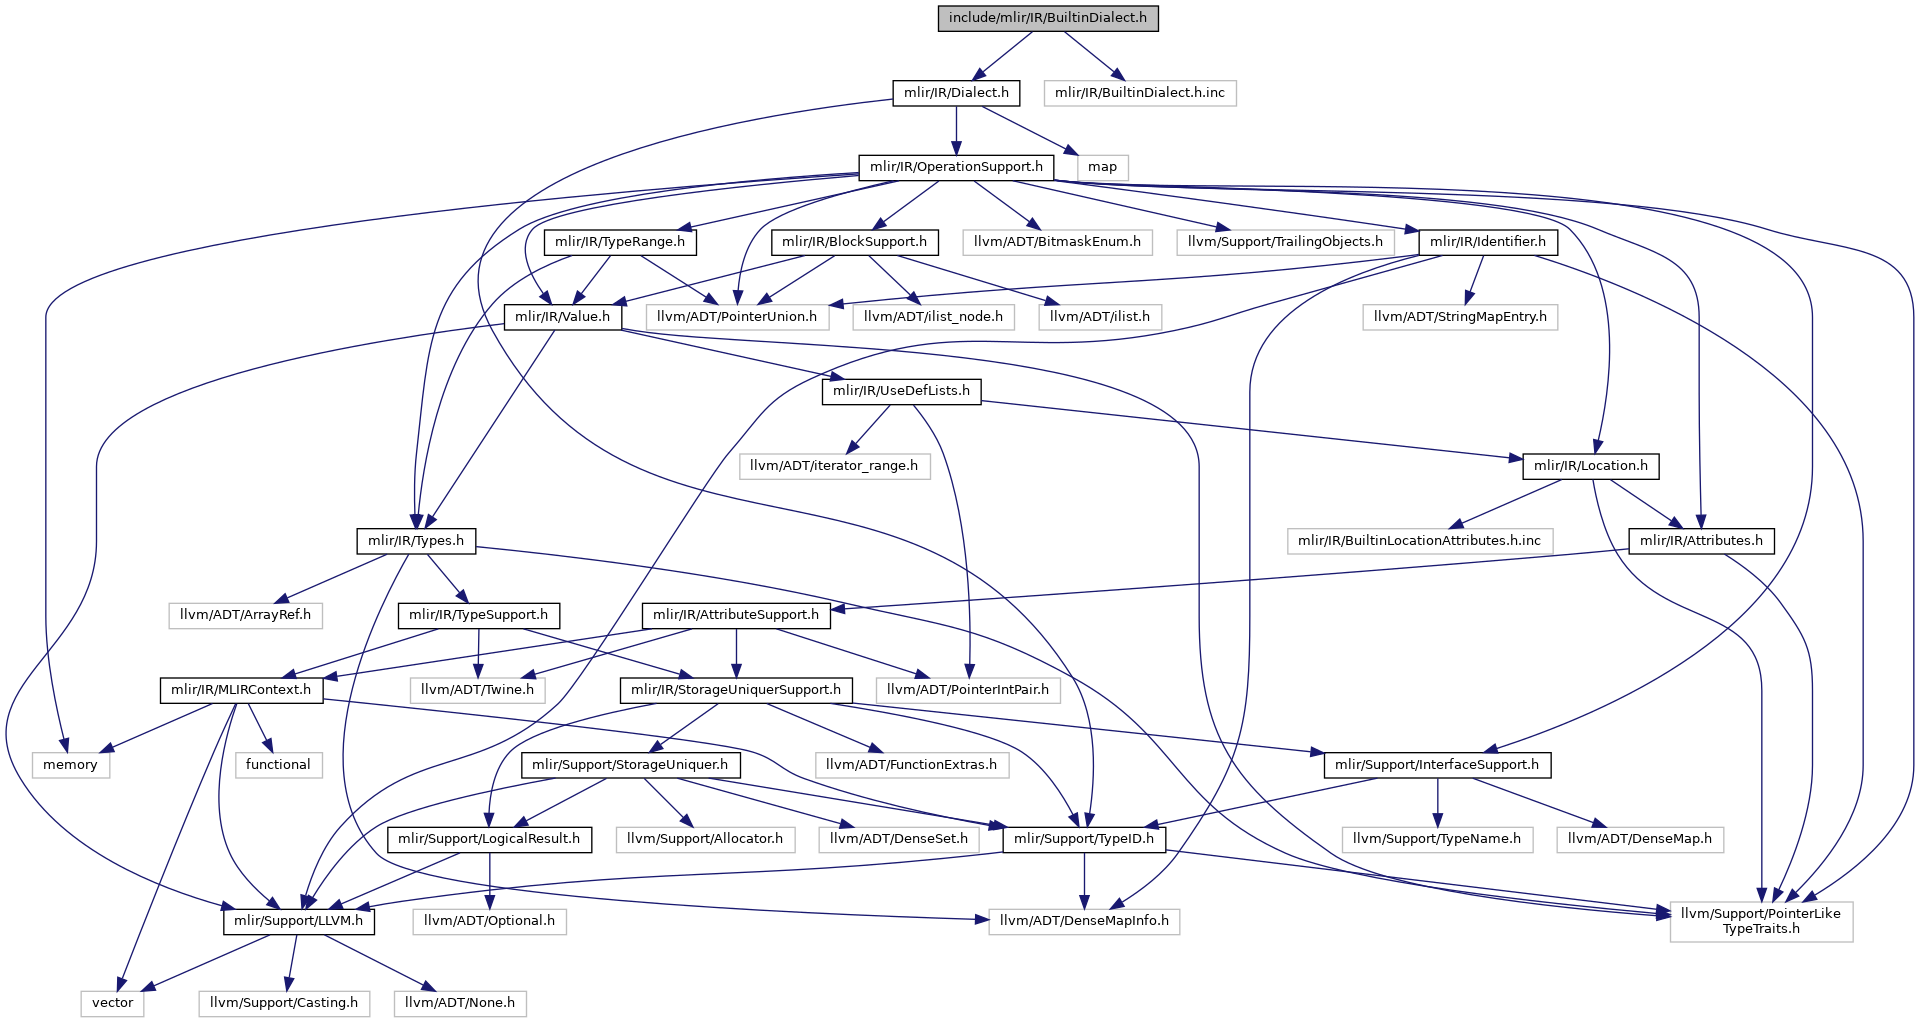 include/mlir/IR/BuiltinDialect.h
mlir/IR/Dialect.h
mlir/IR/BuiltinDialect.h.inc
mlir/IR/OperationSupport.h
map
mlir/IR/TypeRange.h
mlir/IR/BlockSupport.h
llvm/ADT/BitmaskEnum.h
llvm/Support/TrailingObjects.h
mlir/IR/Identifier.h
mlir/IR/Value.h
llvm/ADT/PointerUnion.h
llvm/ADT/ilist_node.h
llvm/ADT/ilist.h
llvm/ADT/StringMapEntry.h
mlir/IR/UseDefLists.h
llvm/ADT/iterator_range.h
mlir/IR/Location.h
mlir/IR/Types.h
mlir/IR/BuiltinLocationAttributes.h.inc
mlir/IR/Attributes.h
llvm/ADT/ArrayRef.h
mlir/IR/TypeSupport.h
mlir/IR/AttributeSupport.h
mlir/IR/MLIRContext.h
llvm/ADT/Twine.h
mlir/IR/StorageUniquerSupport.h
llvm/ADT/PointerIntPair.h
memory
functional
mlir/Support/StorageUniquer.h
llvm/ADT/FunctionExtras.h
mlir/Support/InterfaceSupport.h
mlir/Support/LogicalResult.h
llvm/Support/Allocator.h
llvm/ADT/DenseSet.h
mlir/Support/TypeID.h
llvm/Support/TypeName.h
llvm/ADT/DenseMap.h
mlir/Support/LLVM.h
llvm/ADT/Optional.h
llvm/ADT/DenseMapInfo.h
llvm/Support/PointerLike
TypeTraits.h
vector
llvm/Support/Casting.h
llvm/ADT/None.h